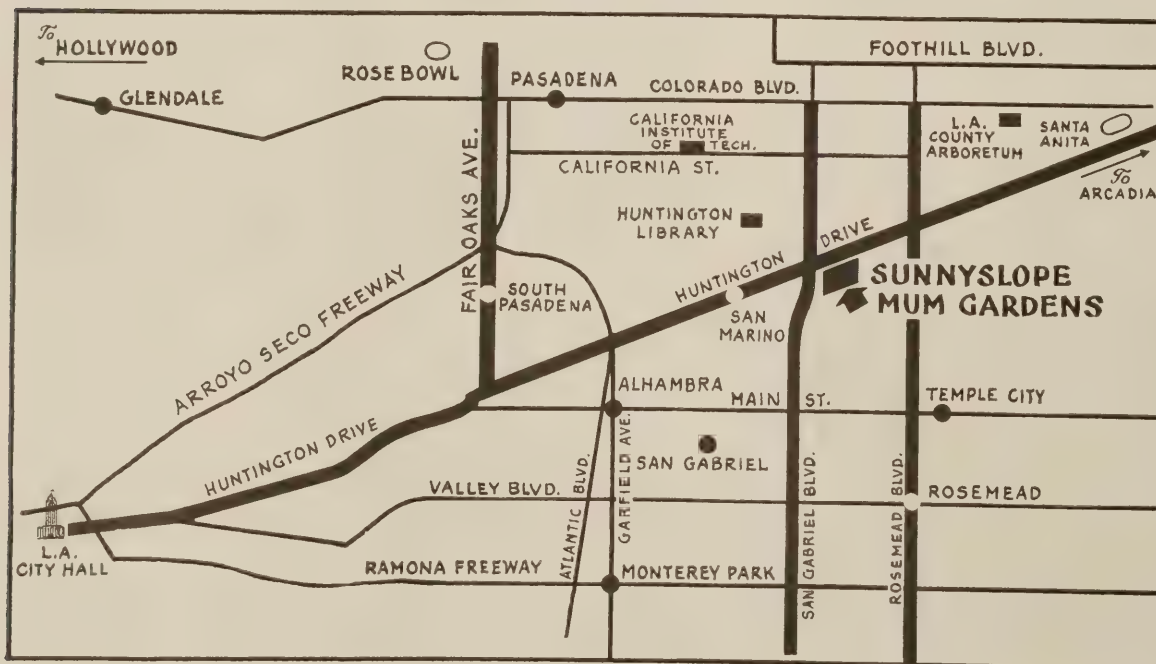 To
HOLLYWOOD
FOOTHILL BLVD.
ROSE BOWL
PASADENA
COLORADO BLVD.
GLENDALE
CALIFORNIA
INSTITUTE
OF TECH.
L.A.
COUNTY
ARBORETUM
SANTA
ANITA
CALIFORNIA ST.
To
ARCADIA
FAIR OAKS AVE.
HUNTINGTON
LIBRARY
HUNTINGTON DRIVE
SUNNYSLOPE
MUM GARDENS
SOUTH
PASADENA
SAN
MARINO
ARROYO SECO FREEWAY
ALHAMBRA
MAIN ST.
TEMPLE CITY
HUNTINGTON DRIVE
SAN GABRIEL
VALLEY BLVD.
ROSEMEAD
ATLANTIC BLVD.
GARFIELD AVE.
SAN GABRIEL BLVD.
ROSEMEAD BLVD.
L.A.
CITY HALL
RAMONA FREEWAY
MONTEREY PARK